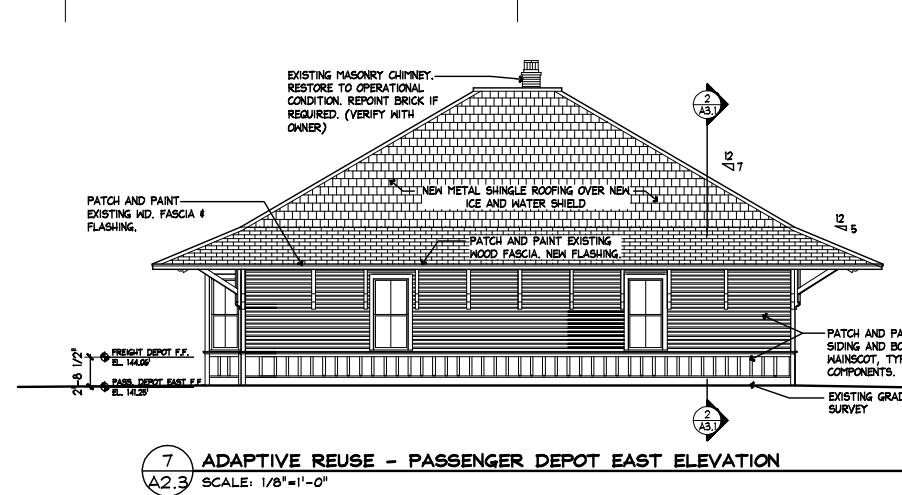 EXISTING MASONRY CHIMNEY.
RESTORE TO OPERATIONAL
CONDITION. REPOINT BRICK IF
REQUIRED. (VERIFY WITH
OWNER)
2
A3.1
12
7
NEW METAL SHINGLE ROOFING OVER NEW
ICE AND WATER SHIELD
PATCH AND PAINT
EXISTING WD. FASCIA &
FLASHING.
12
5
PATCH AND PAINT EXISTING
WOOD FASCIA. NEW FLASHING.
PATCH AND PA
SIDING AND BO
WAINSCOT, TYP
COMPONENTS.
2'-8 1/2"
FREIGHT DEPOT F.F.
EL. 144.06'
PASS. DEPOT EAST F.F.
EL. 141.25'
EXISTING GRAD
SURVEY
2
A3.1
7
A2.3
ADAPTIVE REUSE - PASSENGER DEPOT EAST ELEVATION
SCALE: 1/8"=1'-0"